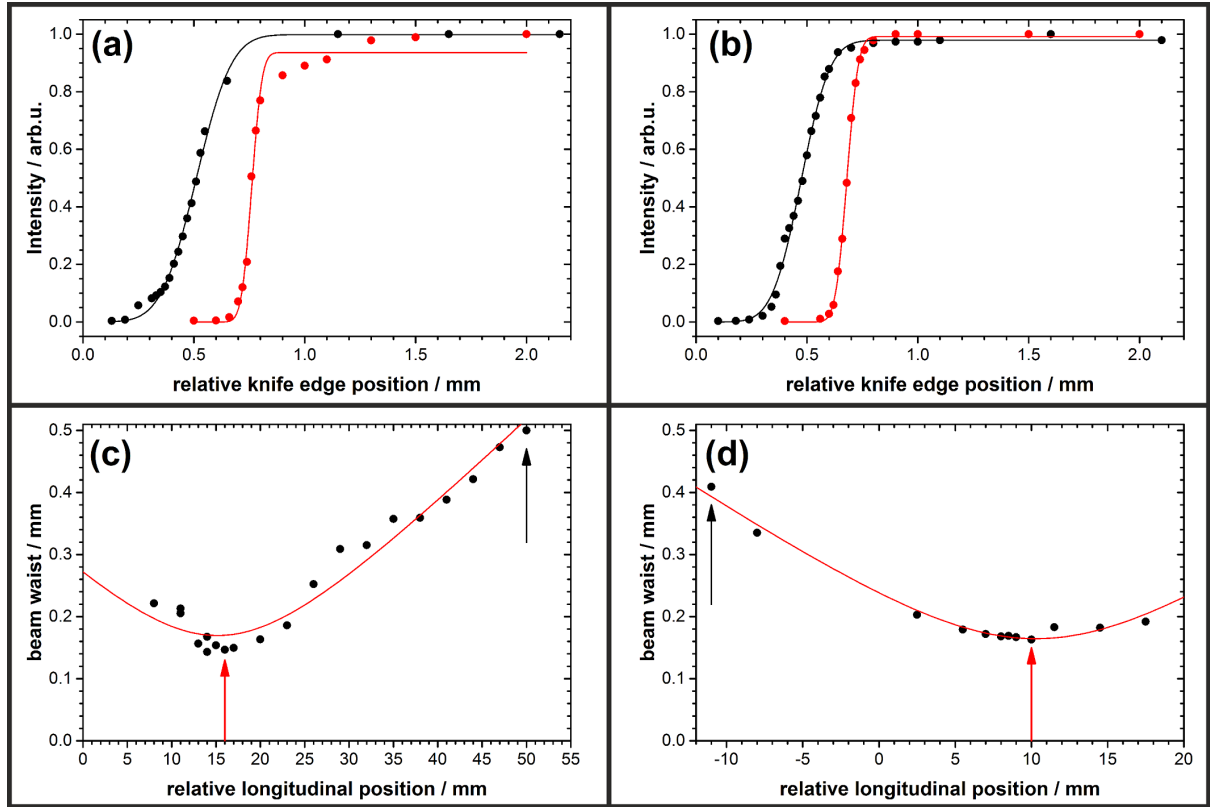 (a)
Intensity / arb.u.
1.0
0.8
0.6
0.4
0.2
0.0
0.0 0.5 1.0 1.5 2.0
relative knife edge position / mm
(b)
Intensity / arb.u.
1.0
0.8
0.6
0.4
0.2
0.0
0.0 0.5 1.0 1.5 2.0
relative knife edge position / mm
(c)
beam waist / mm
0.5
0.4
0.3
0.2
0.1
0.0
0 5 10 15 20 25 30 35 40 45 50 55
relative longitudinal position / mm
(d)
beam waist / mm
0.5
0.4
0.3
0.2
0.1
0.0
-10 -5 0 5 10 15 20
relative longitudinal position / mm